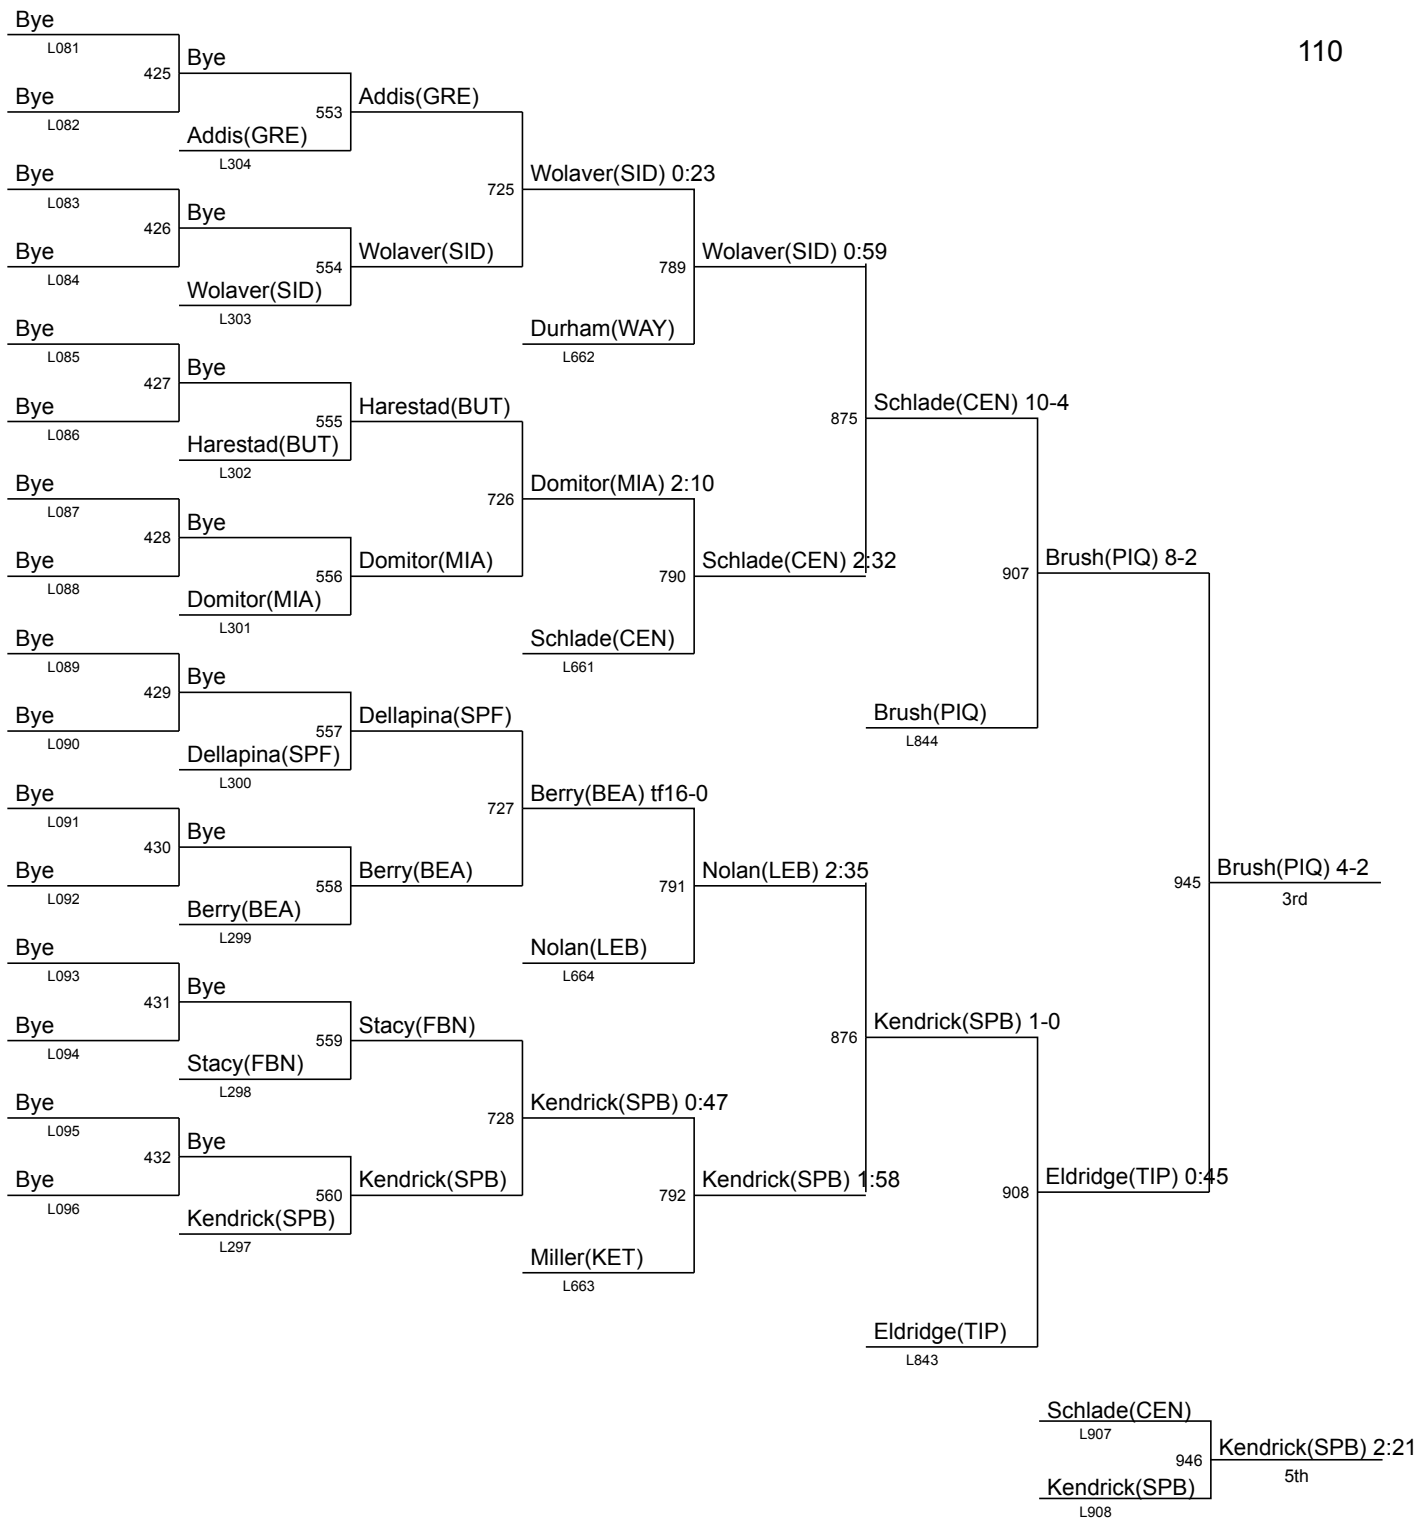 Bye
L081
110
425
Bye
Bye
L082
553
Addis(GRE)
Addis(GRE)
L304
Bye
L083
725
Wolaver(SID) 0:23
426
Bye
Bye
L084
554
Wolaver(SID)
789
Wolaver(SID) 0:59
Wolaver(SID)
L303
Bye
L085
Durham(WAY)
L662
427
Bye
Bye
L086
555
Harestad(BUT)
875
Schlade(CEN) 10-4
Harestad(BUT)
L302
Bye
L087
726
Domitor(MIA) 2:10
428
Bye
Bye
L088
556
Domitor(MIA)
790
Schlade(CEN) 2:32
907
Brush(PIQ) 8-2
Domitor(MIA)
L301
Bye
L089
Schlade(CEN)
L661
429
Bye
Bye
L090
557
Dellapina(SPF)
Brush(PIQ)
L844
Dellapina(SPF)
L300
Bye
L091
727
Berry(BEA) tf16-0
430
Bye
Bye
L092
558
Berry(BEA)
791
Nolan(LEB) 2:35
945
Brush(PIQ) 4-2
3rd
Berry(BEA)
L299
Bye
L093
Nolan(LEB)
L664
431
Bye
Bye
L094
559
Stacy(FBN)
876
Kendrick(SPB) 1-0
Stacy(FBN)
L298
Bye
L095
728
Kendrick(SPB) 0:47
432
Bye
Bye
L096
560
Kendrick(SPB)
792
Kendrick(SPB) 1:58
908
Eldridge(TIP) 0:45
Kendrick(SPB)
L297
Miller(KET)
L663
Eldridge(TIP)
L843
Schlade(CEN)
L907
946
Kendrick(SPB) 2:21
5th
Kendrick(SPB)
L908